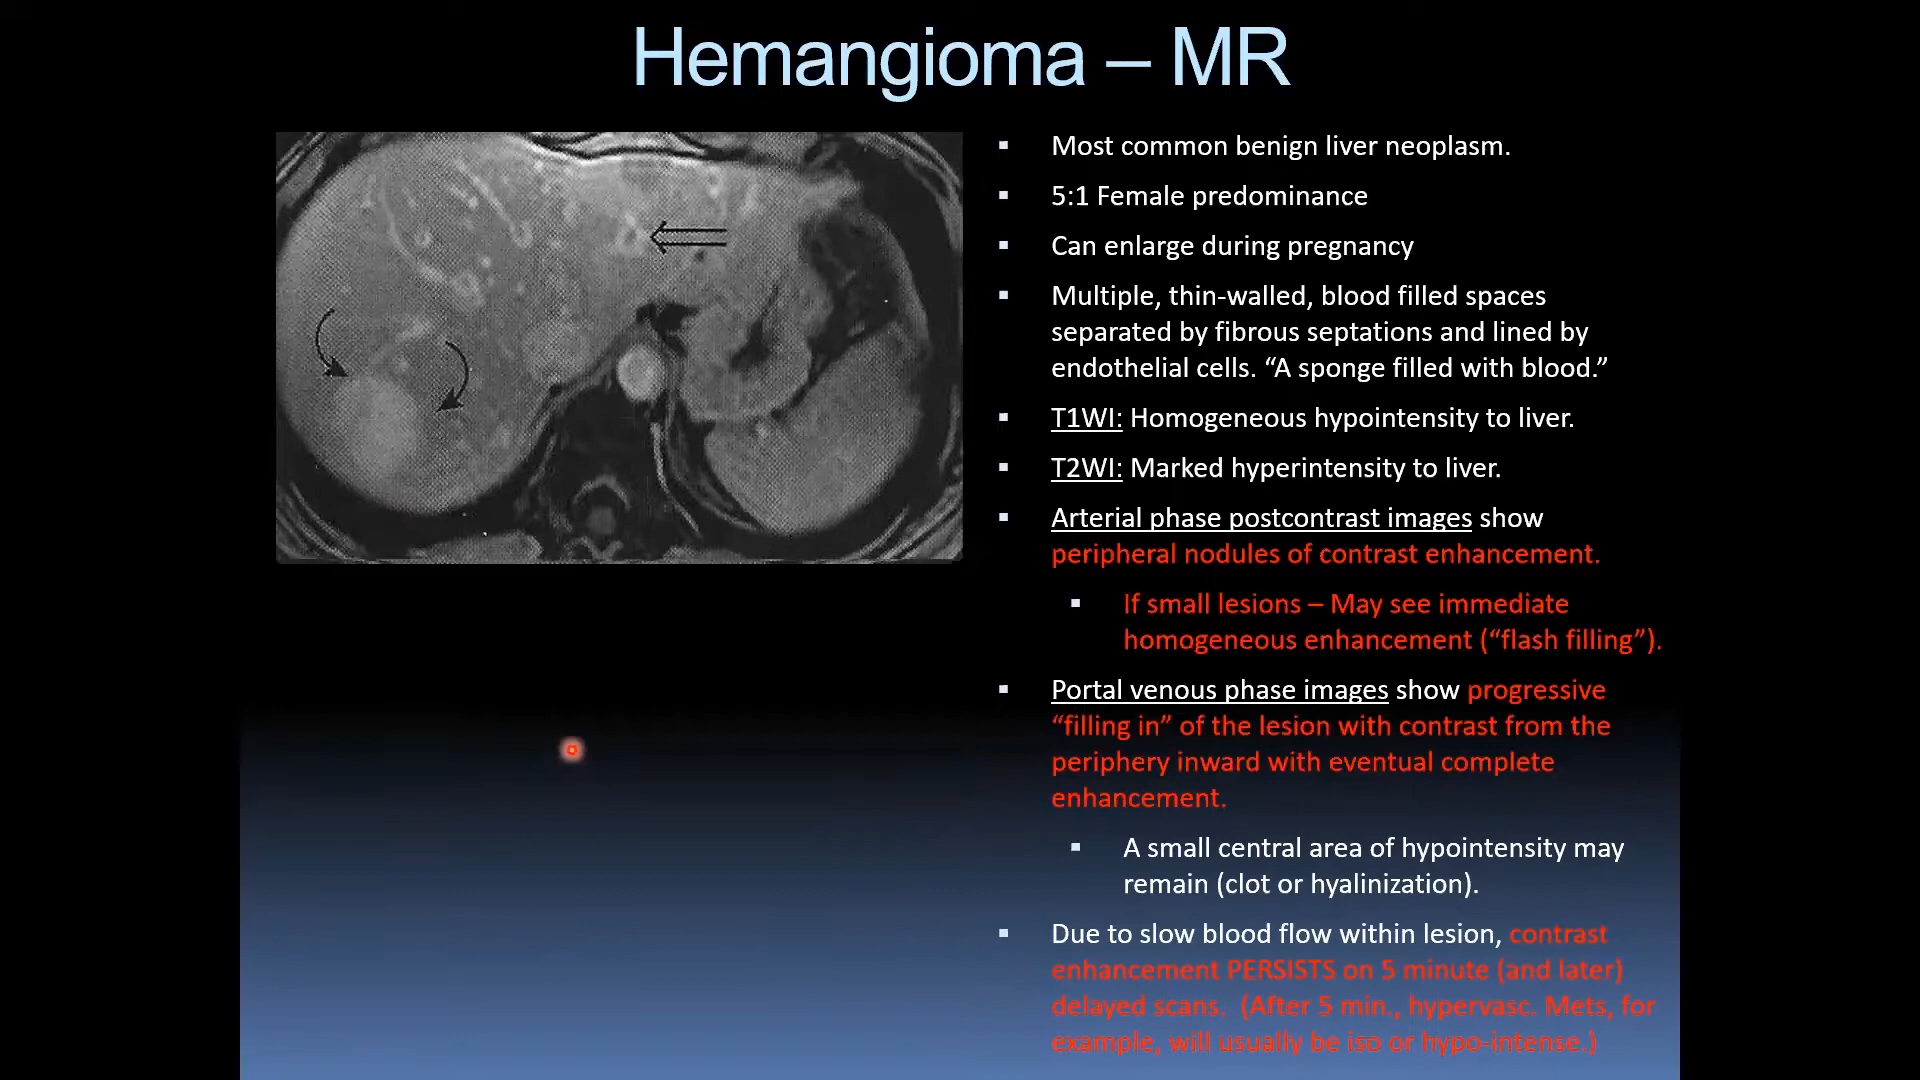 Hemangioma – MR
Most common benign liver neoplasm.
5:1 Female predominance
Can enlarge during pregnancy
Multiple, thin-walled, blood filled spaces
separated by fibrous septations and lined by
endothelial cells. “A sponge filled with blood.”
T1WI: Homogeneous hypointensity to liver.
T2WI: Marked hyperintensity to liver.
Arterial phase postcontrast images show
peripheral nodules of contrast enhancement.
If small lesions – May see immediate
homogeneous enhancement (“flash filling”).
Portal venous phase images show progressive
“filling in” of the lesion with contrast from the
periphery inward with eventual complete
enhancement.
A small central area of hypointensity may
remain (clot or hyalinization).
Due to slow blood flow within lesion, contrast
enhancement PERSISTS on 5 minute (and later)
delayed scans.  (After 5 min., hypervasc. Mets, for
example, will usually be iso or hypo-intense.)